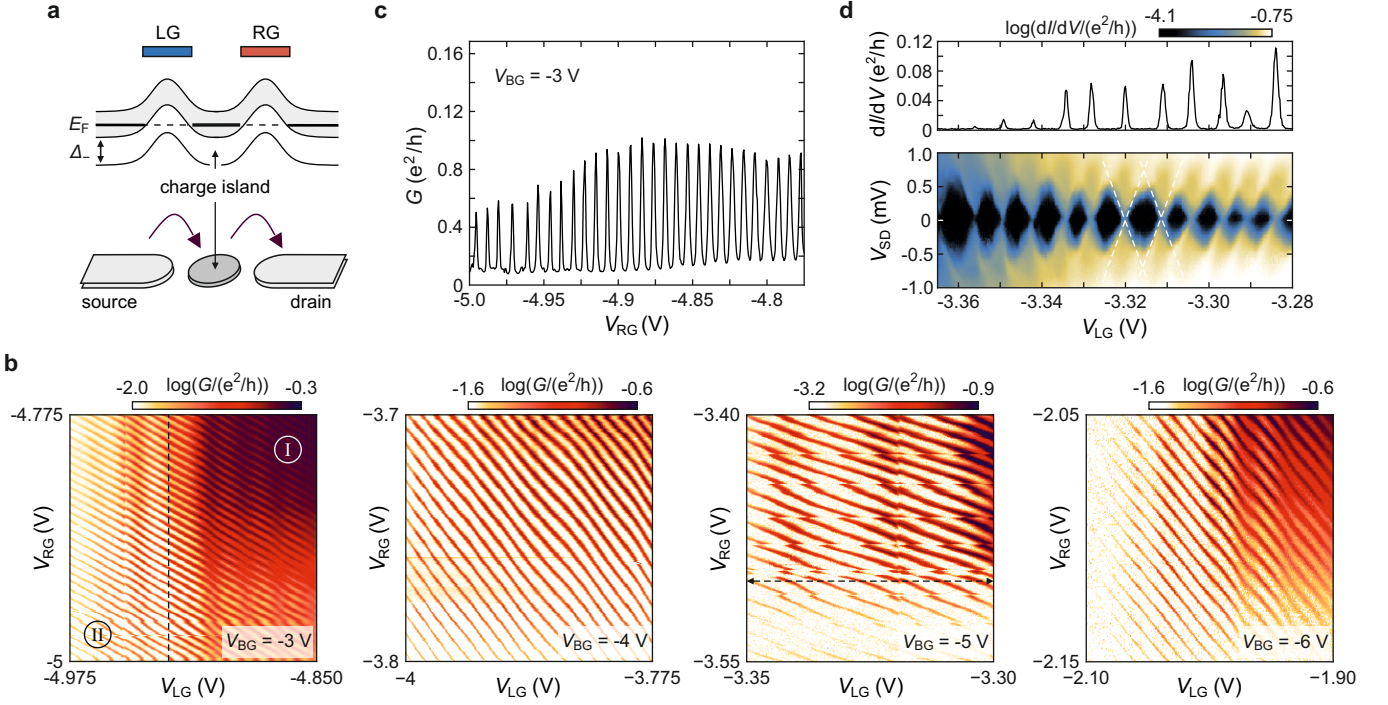 a
LG
RG
E_F
Δ_−
charge island
source
drain
c
G (e²/h)
0.16
0.12
0.8
0.4
0
V_BG = -3 V
-5.0
-4.95
-4.9
-4.85
-4.8
V_RG (V)
d
log(dI/dV/(e²/h))
-4.1
-0.75
dI/dV (e²/h)
0.12
0.08
0.04
0
V_SD (mV)
1.0
0.5
0
-0.5
-1.0
-3.36
-3.34
-3.32
-3.30
-3.28
V_LG (V)
b
-2.0
log(G/(e²/h))
-0.3
-4.775
V_RG (V)
-5
I
II
V_BG = -3 V
-4.975
V_LG (V)
-4.850
-1.6
log(G/(e²/h))
-0.6
−3.7
V_RG (V)
−3.8
V_BG = -4 V
−4
V_LG (V)
−3.775
-3.2
log(G/(e²/h))
-0.9
−3.40
V_RG (V)
−3.55
V_BG = -5 V
−3.35
V_LG (V)
−3.30
-1.6
log(G/(e²/h))
-0.6
−2.05
V_RG (V)
−2.15
V_BG = -6 V
−2.10
V_LG (V)
−1.90